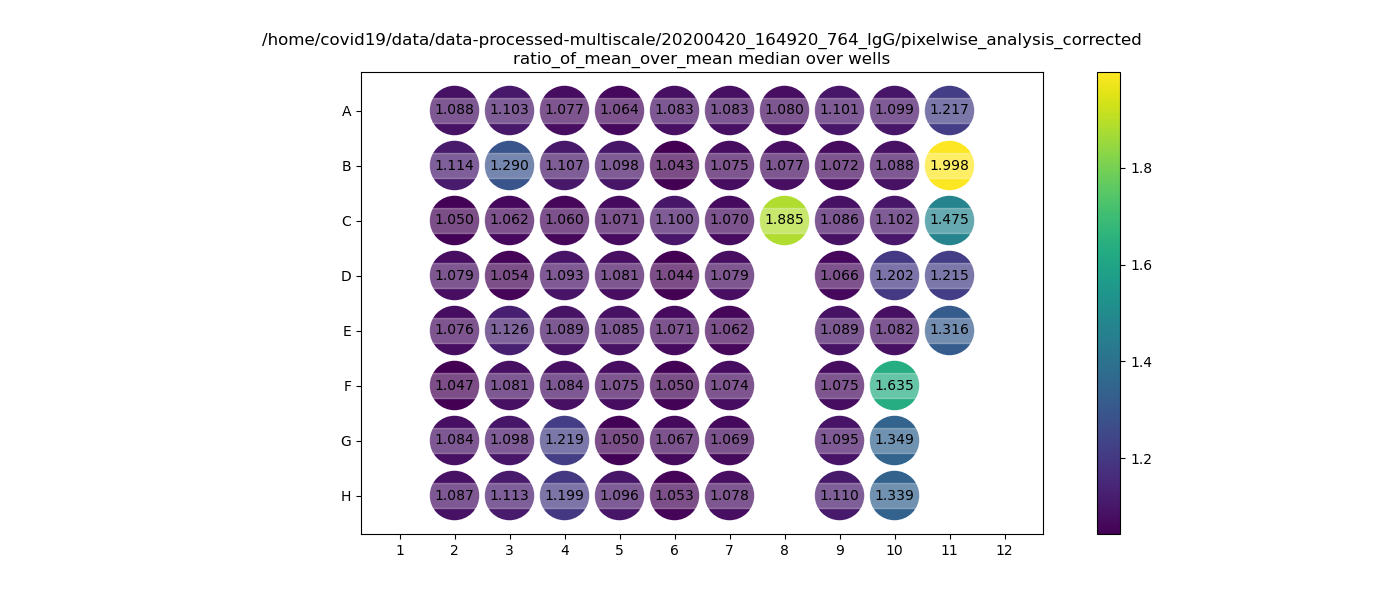 /home/covid19/data/data-processed-multiscale/20200420_164920_764_IgG/pixelwise_analysis_corrected
ratio_of_mean_over_mean median over wells
A 1.088 1.103 1.077 1.064 1.083 1.083 1.080 1.101 1.099 1.217
B 1.114 1.290 1.107 1.098 1.043 1.075 1.077 1.072 1.088 1.998
1.8
C 1.050 1.062 1.060 1.071 1.100 1.070 1.885 1.086 1.102 1.475
1.6
D 1.079 1.054 1.093 1.081 1.044 1.079 1.066 1.202 1.215
E 1.076 1.126 1.089 1.085 1.071 1.062 1.089 1.082 1.316
1.4
F 1.047 1.081 1.084 1.075 1.050 1.074 1.075 1.635
G 1.084 1.098 1.219 1.050 1.067 1.069 1.095 1.349
1.2
H 1.087 1.113 1.199 1.096 1.053 1.078 1.110 1.339
1 2 3 4 5 6 7 8 9 10 11 12